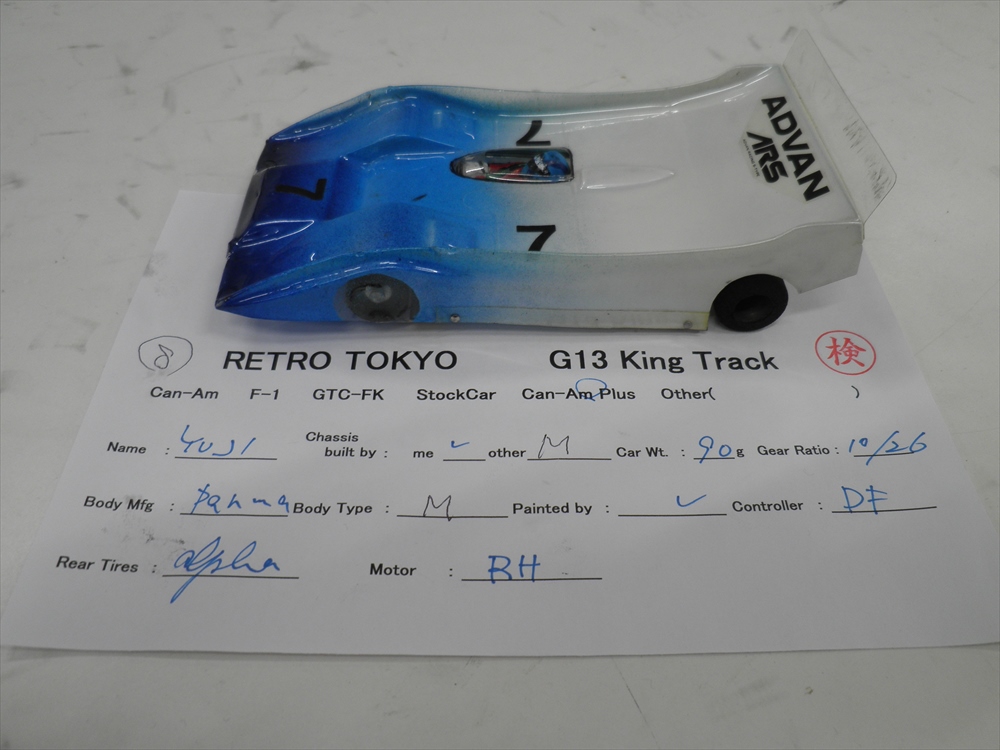 7
7
7
ADVAN
ARS
8 RETRO TOKYO G13 King Track 検
Can-Am F-1 GTC-FK StockCar Can-Am Plus Other( )
Name : YUJI Chassis built by : me ✓ other M Car Wt. : 90 g Gear Ratio : 10/26
Body Mfg : Parma Body Type : M Painted by : ✓ Controller : DF
Rear Tires : alpha Motor : RH